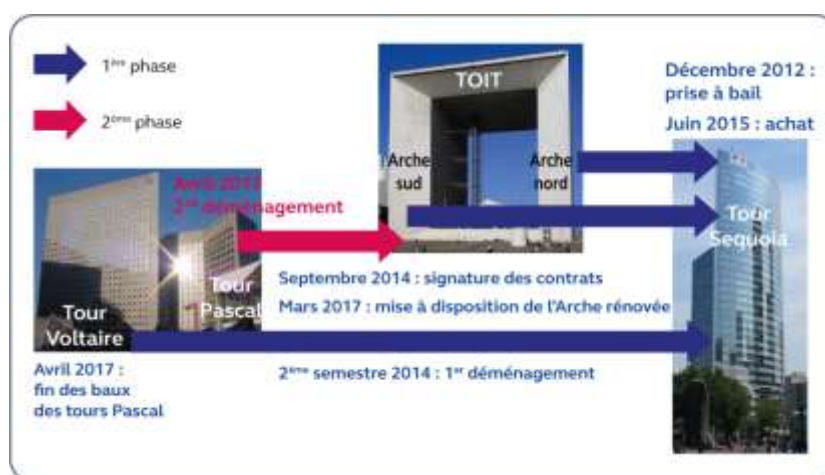 1ère phase
2ème phase
TOIT
Arche
sud
Arche
nord
Décembre 2012 :
prise à bail
Juin 2015 : achat
Tour
Sequoia
Avril 2017
déménagement
Tour
Pascal
Tour
Voltaire
Septembre 2014 : signature des contrats
Mars 2017 : mise à disposition de l'Arche rénovée
Avril 2017 :
fin des baux
des tours Pascal
2ème semestre 2014 : 1er déménagement